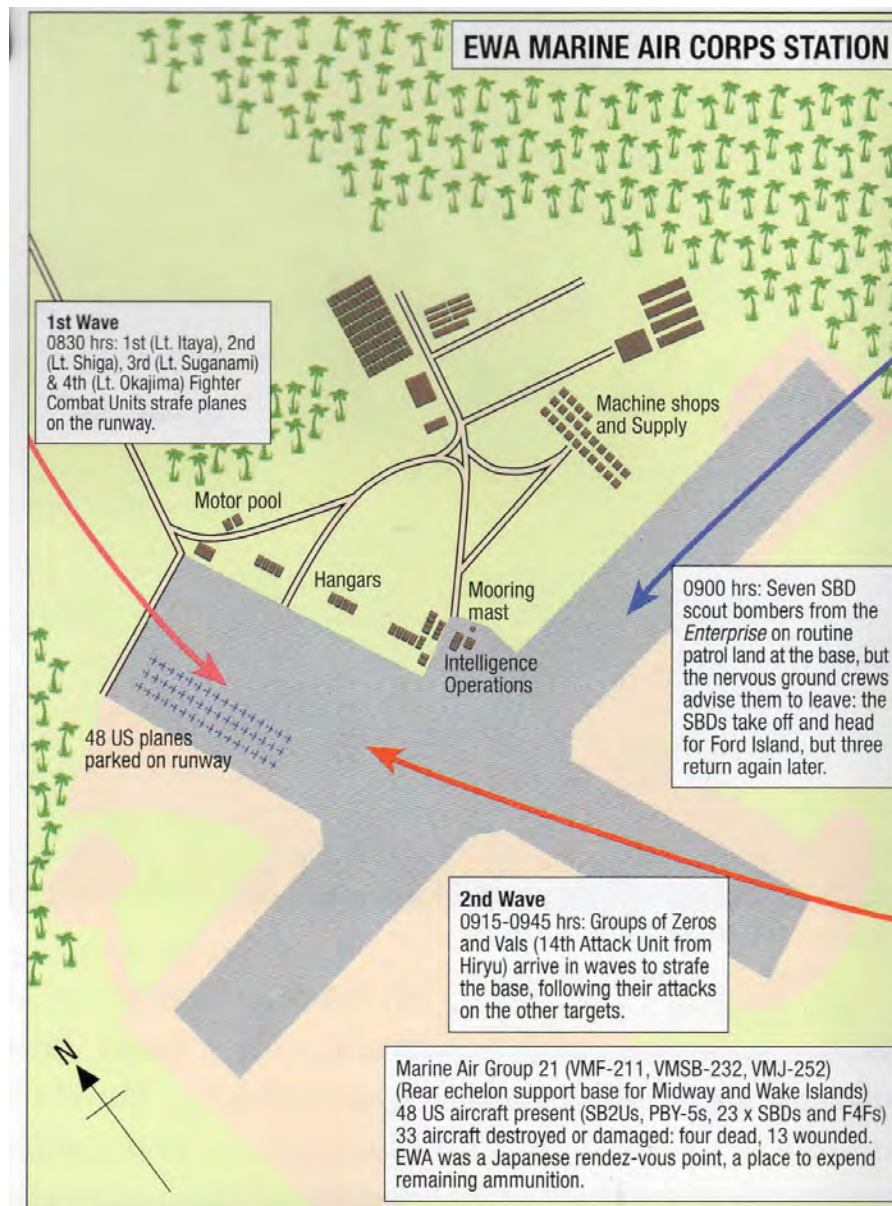 EWA MARINE AIR CORPS STATION
1st Wave
0830 hrs: 1st (Lt. Itaya), 2nd
(Lt. Shiga), 3rd (Lt. Suganami)
& 4th (Lt. Okajima) Fighter
Combat Units strafe planes
on the runway.
Machine shops
and Supply
Motor pool
Hangars
Mooring
mast
Intelligence
Operations
0900 hrs: Seven SBD
scout bombers from the
Enterprise on routine
patrol land at the base, but
the nervous ground crews
advise them to leave: the
SBDs take off and head
for Ford Island, but three
return again later.
48 US planes
parked on runway
2nd Wave
0915-0945 hrs: Groups of Zeros
and Vals (14th Attack Unit from
Hiryu) arrive in waves to strafe
the base, following their attacks
on the other targets.
N
Marine Air Group 21 (VMF-211, VMSB-232, VMJ-252)
(Rear echelon support base for Midway and Wake Islands)
48 US aircraft present (SB2Us, PBY-5s, 23 x SBDs and F4Fs)
33 aircraft destroyed or damaged: four dead, 13 wounded.
EWA was a Japanese rendez-vous point, a place to expend
remaining ammunition.